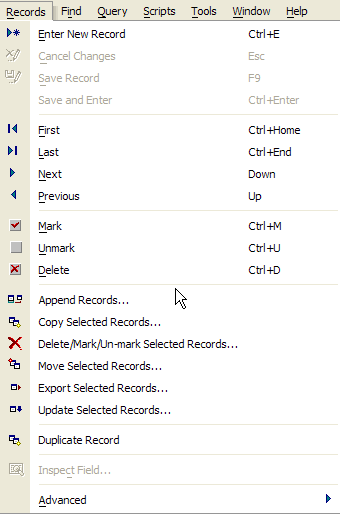 Records Find Query Scripts Tools Window Help
Enter New Record Ctrl+E
Cancel Changes Esc
Save Record F9
Save and Enter Ctrl+Enter
First Ctrl+Home
Last Ctrl+End
Next Down
Previous Up
Mark Ctrl+M
Unmark Ctrl+U
Delete Ctrl+D
Append Records...
Copy Selected Records...
Delete/Mark/Un-mark Selected Records...
Move Selected Records...
Export Selected Records...
Update Selected Records...
Duplicate Record
Inspect Field...
Advanced